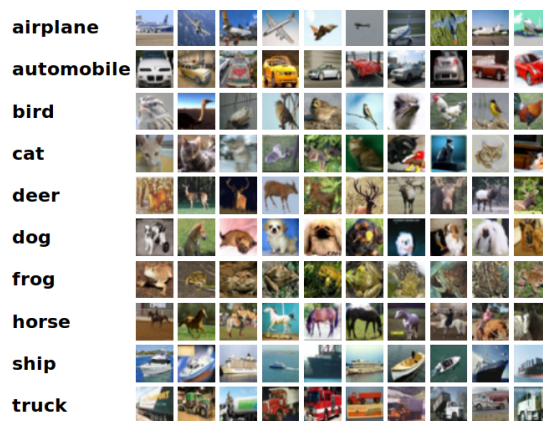 airplane
automobile
bird
cat
deer
dog
frog
horse
ship
truck